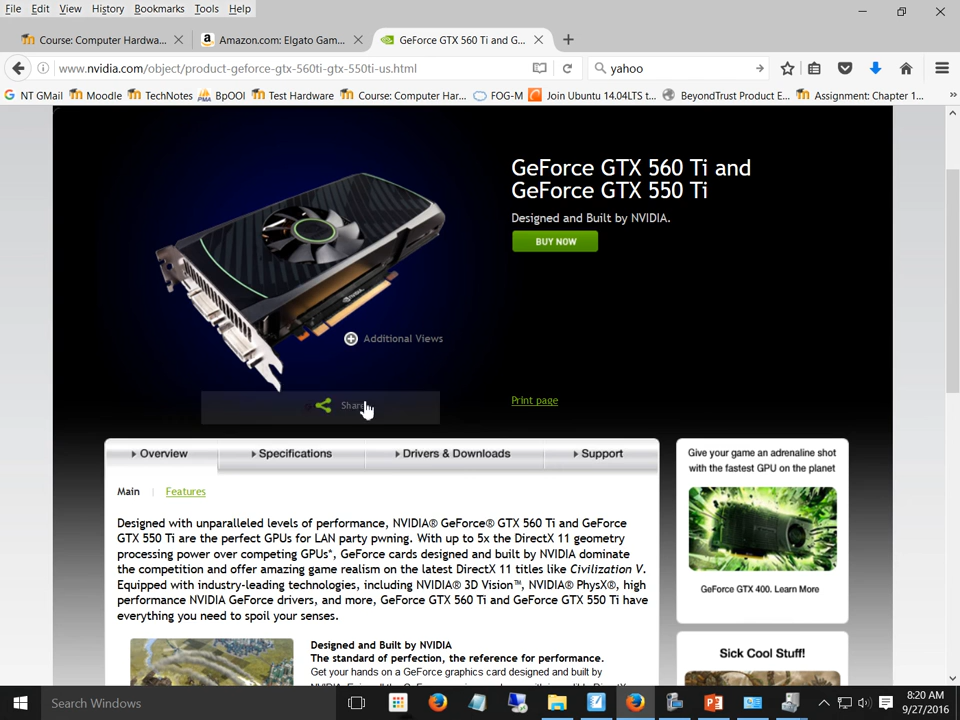 File Edit View History Bookmarks Tools Help
Course: Computer Hardwa...
Amazon.com: Elgato Gam...
GeForce GTX 560 Ti and G...
www.nvidia.com/object/product-geforce-gtx-560ti-gtx-550ti-us.html
yahoo
NT GMail Moodle TechNotes BpOOI Test Hardware Course: Computer Har... FOG-M Join Ubuntu 14.04LTS t... BeyondTrust Product E... Assignment: Chapter 1...
GeForce GTX 560 Ti and
GeForce GTX 550 Ti
Designed and Built by NVIDIA.
BUY NOW
Additional Views
Share
Print page
Overview
Specifications
Drivers & Downloads
Support
Main | Features
Designed with unparalleled levels of performance, NVIDIA® GeForce® GTX 560 Ti and GeForce
GTX 550 Ti are the perfect GPUs for LAN party pwning. With up to 5x the DirectX 11 geometry
processing power over competing GPUs*, GeForce cards designed and built by NVIDIA dominate
the competition and offer amazing game realism on the latest DirectX 11 titles like Civilization V.
Equipped with industry-leading technologies, including NVIDIA® 3D Vision™, NVIDIA® PhysX®, high
performance NVIDIA GeForce drivers, and more, GeForce GTX 560 Ti and GeForce GTX 550 Ti have
everything you need to spoil your senses.
Designed and Built by NVIDIA
The standard of perfection, the reference for performance.
Get your hands on a GeForce graphics card designed and built by
Give your game an adrenaline shot
with the fastest GPU on the planet
GeForce GTX 400. Learn More
Sick Cool Stuff!
Search Windows
8:20 AM
9/27/2016